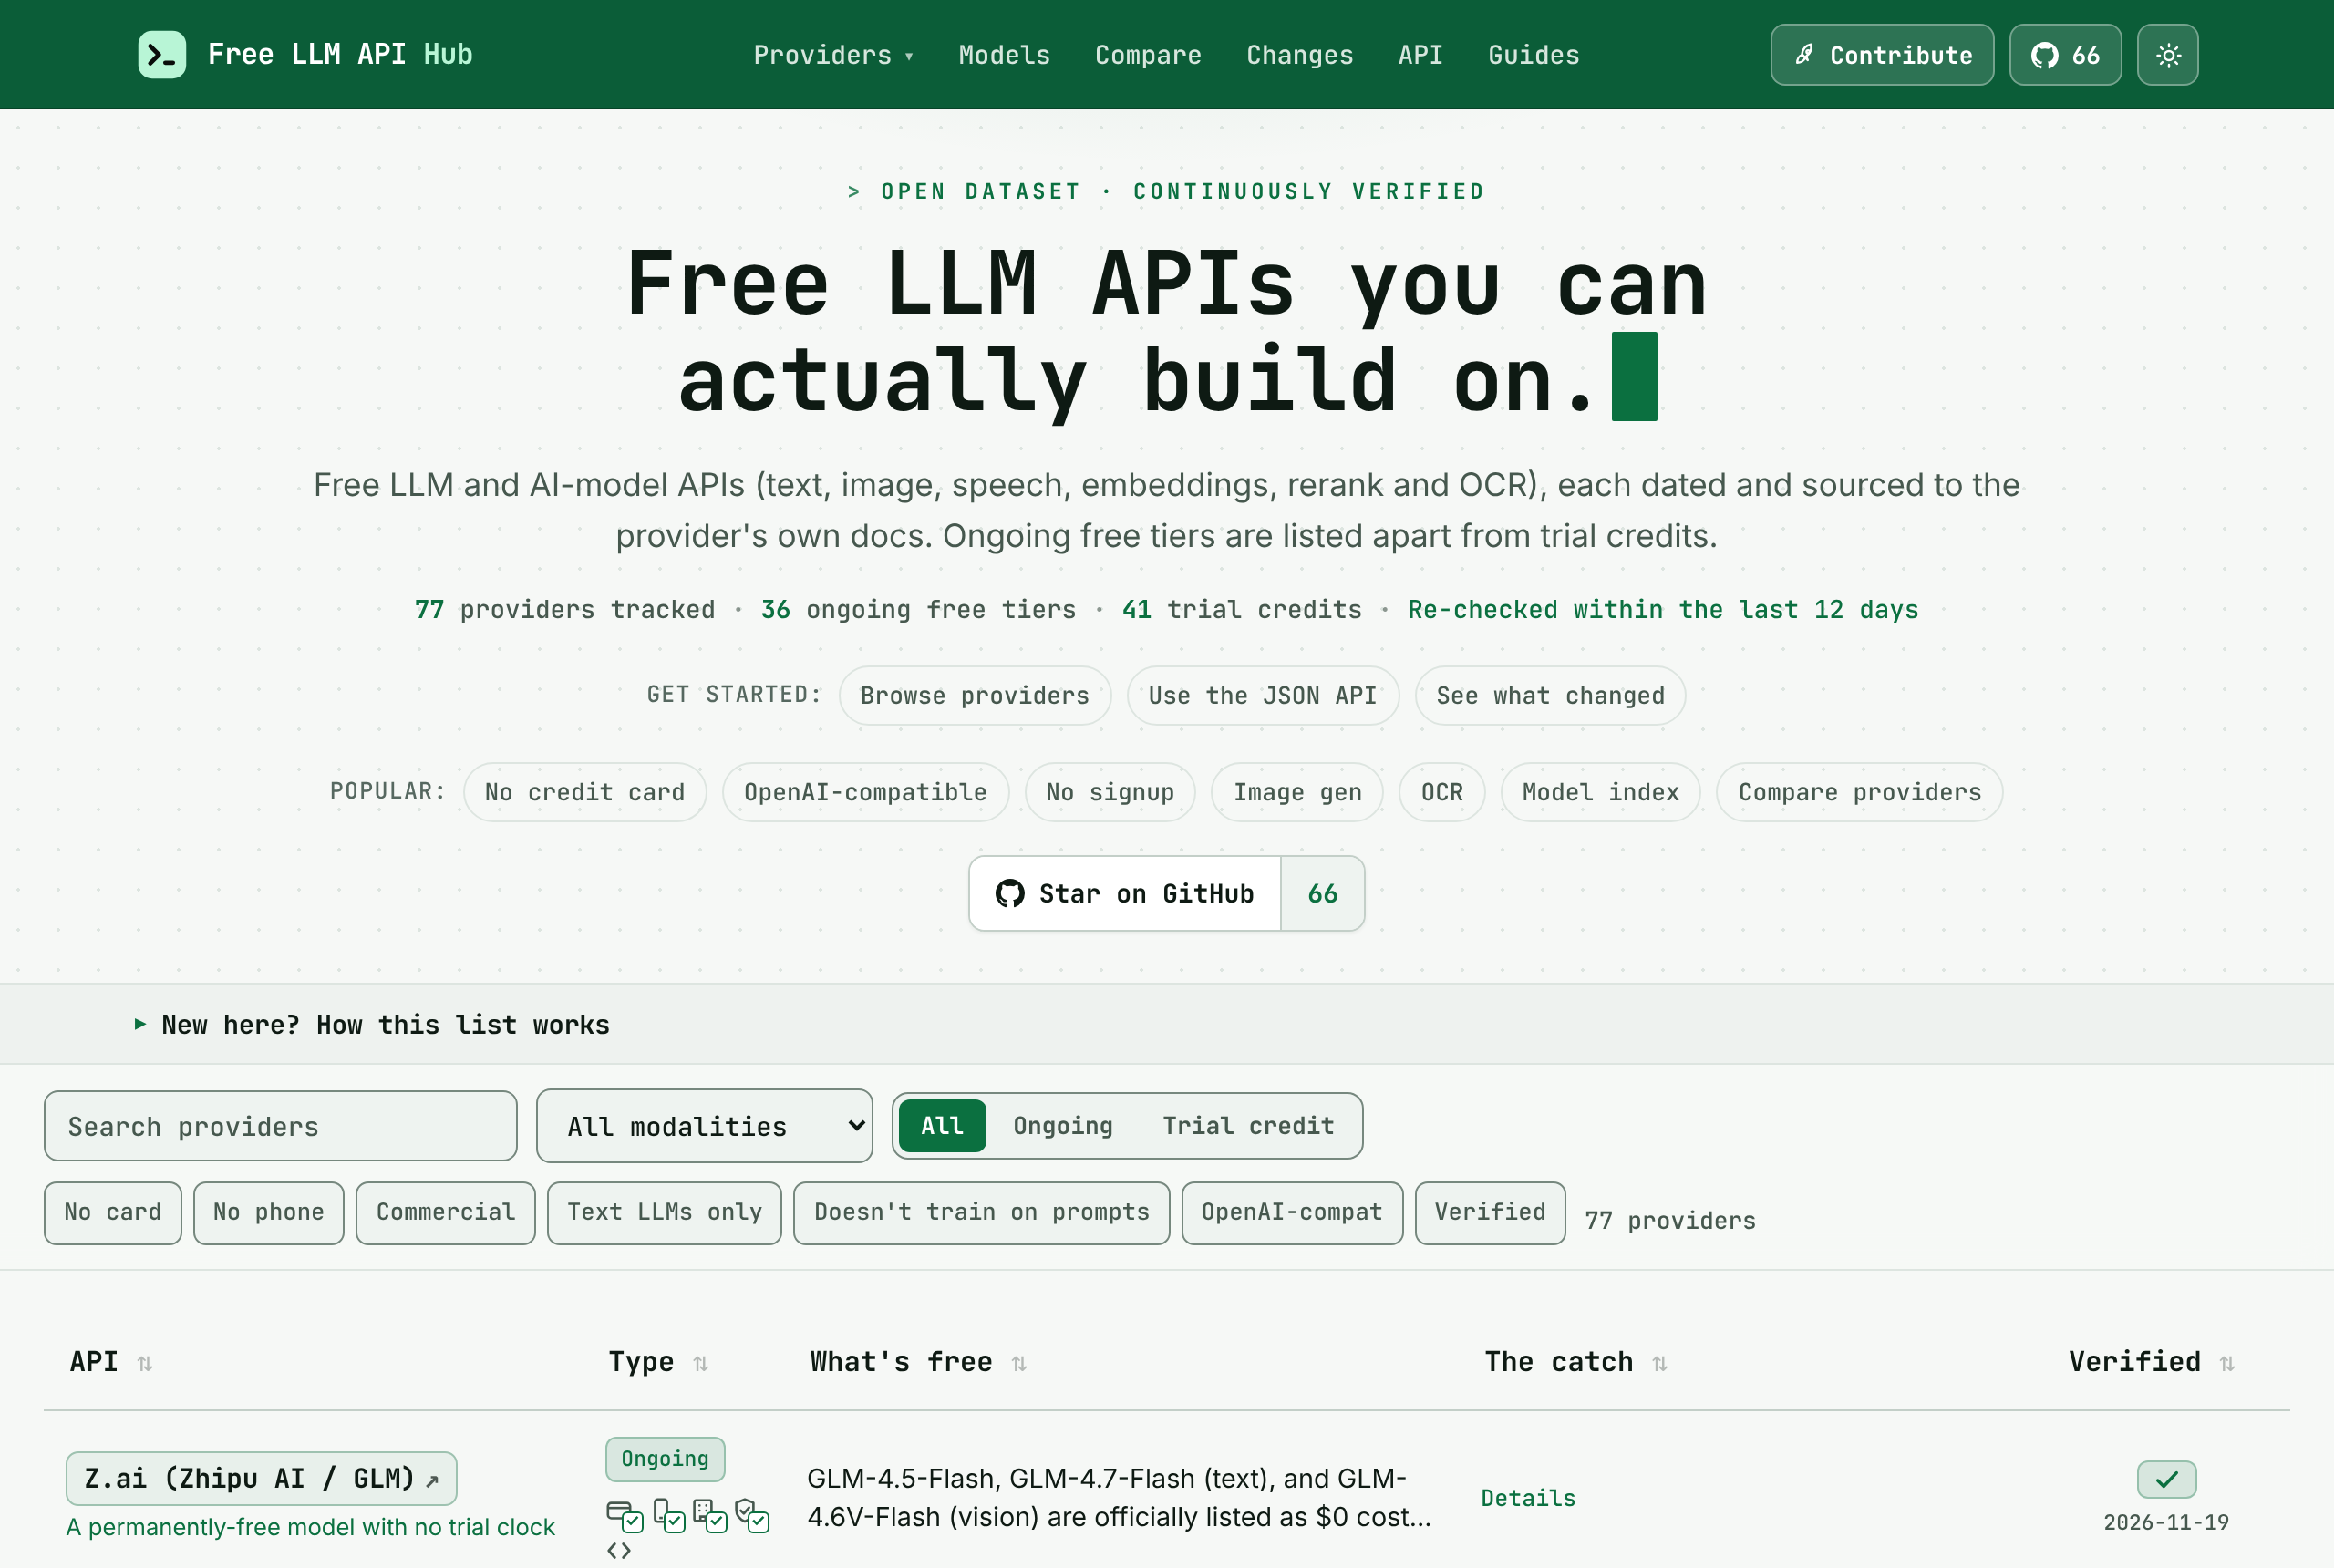 Free LLM API Hub
Providers ▾ Models Compare Changes API Guides
Contribute 66
> OPEN DATASET · CONTINUOUSLY VERIFIED
Free LLM APIs you can
actually build on.
Free LLM and AI-model APIs (text, image, speech, embeddings, rerank and OCR), each dated and sourced to the
provider's own docs. Ongoing free tiers are listed apart from trial credits.
77 providers tracked · 36 ongoing free tiers · 41 trial credits · Re-checked within the last 12 days
GET STARTED: Browse providers Use the JSON API See what changed
POPULAR: No credit card OpenAI-compatible No signup Image gen OCR Model index Compare providers
Star on GitHub 66
▸ New here? How this list works
Search providers All modalities All Ongoing Trial credit
No card No phone Commercial Text LLMs only Doesn't train on prompts OpenAI-compat Verified 77 providers
API ⇅ Type ⇅ What's free ⇅ The catch ⇅ Verified ⇅
Z.ai (Zhipu AI / GLM) ↗
A permanently-free model with no trial clock
Ongoing
GLM-4.5-Flash, GLM-4.7-Flash (text), and GLM-
4.6V-Flash (vision) are officially listed as $0 cost…
Details
2026-11-19